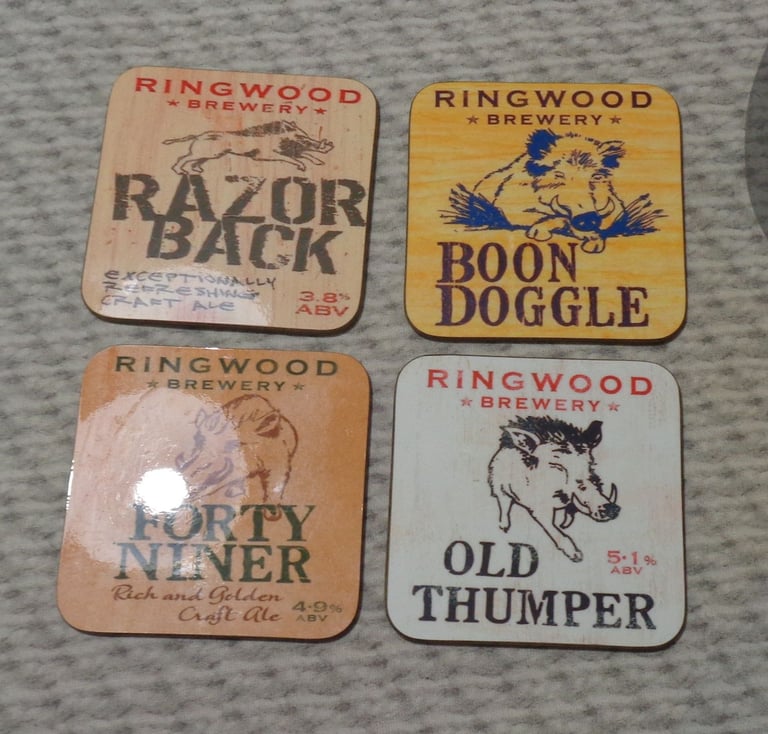 RINGWOOD
★ BREWERY ★
RAZOR
BACK
EXCEPTIONALLY
REFRESHING
CRAFT ALE
3.8%
ABV
RINGWOOD
★ BREWERY ★
BOON
DOGGLE
RINGWOOD
★ BREWERY ★
FORTY
NINER
Rich and Golden
Craft Ale
4.9%
ABV
RINGWOOD
★ BREWERY ★
OLD
THUMPER
5.1%
ABV